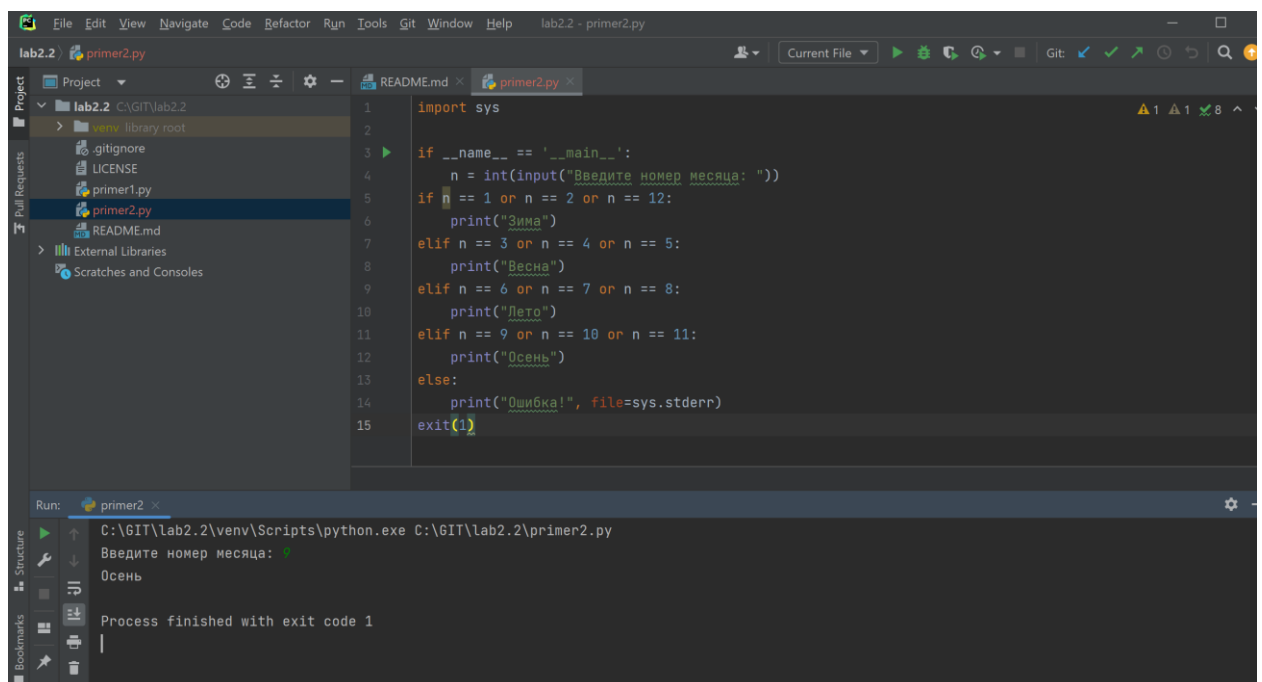 PC File Edit View Navigate Code Refactor Run Tools Git Window Help lab2.2 - primer2.py
lab2.2 primer2.py Current File Git:
Project README.md primer2.py
Project
Pull Requests
lab2.2 C:\GIT\lab2.2
venv library root
.gitignore
LICENSE
primer1.py
primer2.py
README.md
External Libraries
Scratches and Consoles
1 import sys
2
3 if __name__ == '__main__':
4 n = int(input("Введите номер месяца: "))
5 if n == 1 or n == 2 or n == 12:
6 print("Зима")
7 elif n == 3 or n == 4 or n == 5:
8 print("Весна")
9 elif n == 6 or n == 7 or n == 8:
10 print("Лето")
11 elif n == 9 or n == 10 or n == 11:
12 print("Осень")
13 else:
14 print("Ошибка!", file=sys.stderr)
15 exit(1)
1 1 8
Run: primer2
Structure
Bookmarks
C:\GIT\lab2.2\venv\Scripts\python.exe C:\GIT\lab2.2\primer2.py
Введите номер месяца: 9
Осень
Process finished with exit code 1